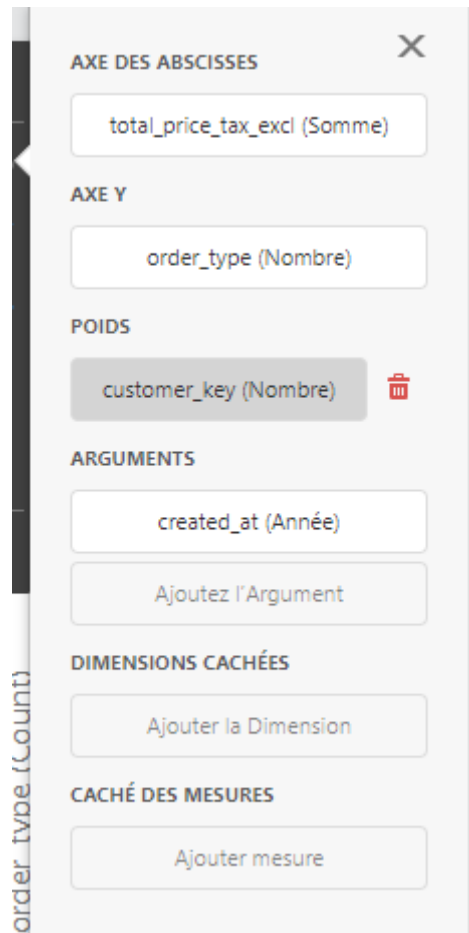 AXE DES ABSCISSES
total_price_tax_excl (Somme)
AXE Y
order_type (Nombre)
POIDS
customer_key (Nombre)
ARGUMENTS
created_at (Année)
Ajoutez l'Argument
DIMENSIONS CACHÉES
Ajouter la Dimension
CACHÉ DES MESURES
Ajouter mesure
order_type (Count)